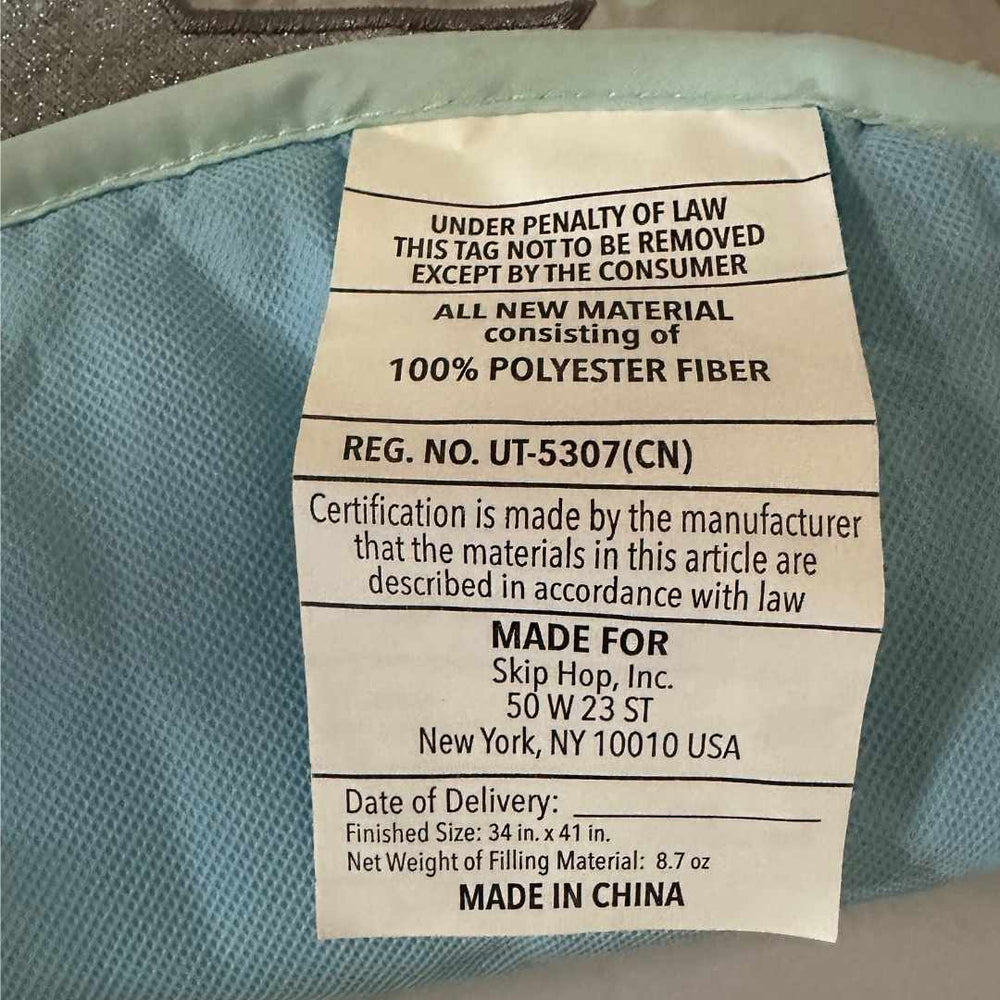 UNDER PENALTY OF LAW
THIS TAG NOT TO BE REMOVED
EXCEPT BY THE CONSUMER
ALL NEW MATERIAL
consisting of
100% POLYESTER FIBER
REG. NO. UT-5307(CN)
Certification is made by the manufacturer
that the materials in this article are
described in accordance with law
MADE FOR
Skip Hop, Inc.
50 W 23 ST
New York, NY 10010 USA
Date of Delivery:
Finished Size: 34 in. x 41 in.
Net Weight of Filling Material: 8.7 oz
MADE IN CHINA